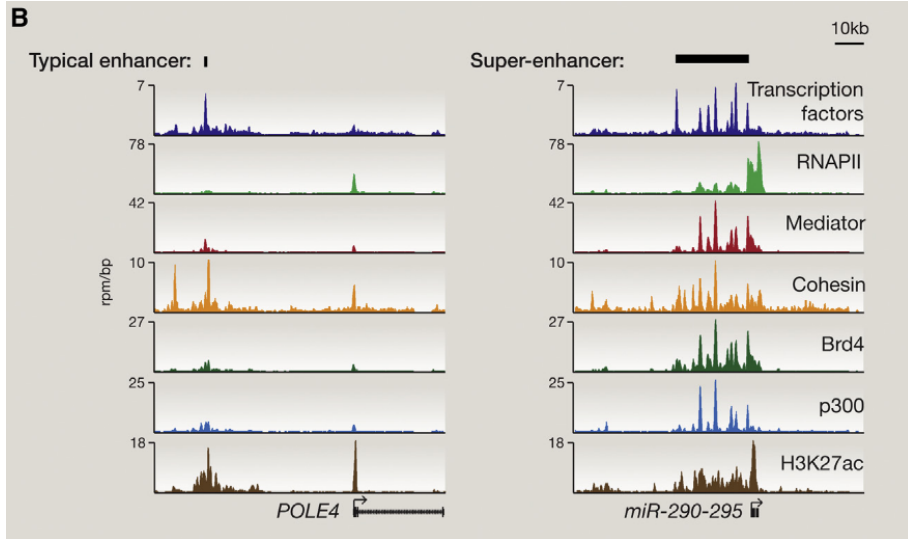 B
10kb
Typical enhancer:
Super-enhancer:
7
7
Transcription
factors
78
78
RNAPII
42
42
Mediator
rpm/bp
10
10
Cohesin
27
27
Brd4
25
25
p300
18
18
H3K27ac
POLE4
miR-290-295